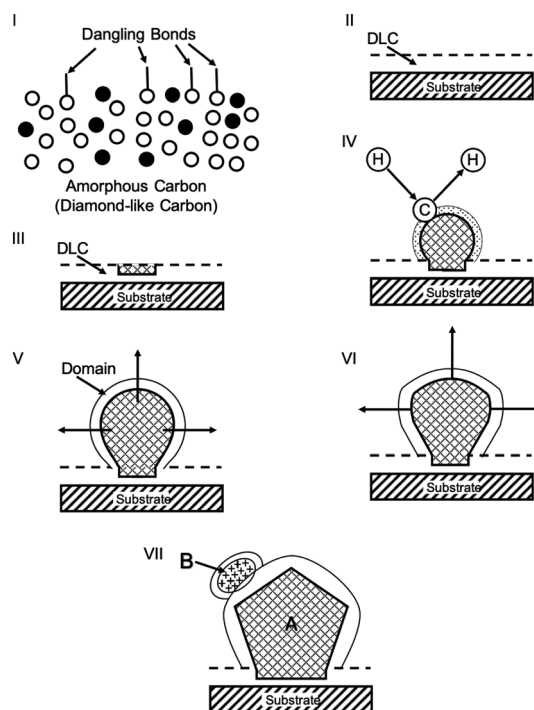 I
Dangling Bonds
Amorphous Carbon
(Diamond-like Carbon)
II
DLC
Substrate
III
DLC
Substrate
IV
H
H
C
V
Domain
Substrate
VI
Substrate
VII
B
A
Substrate